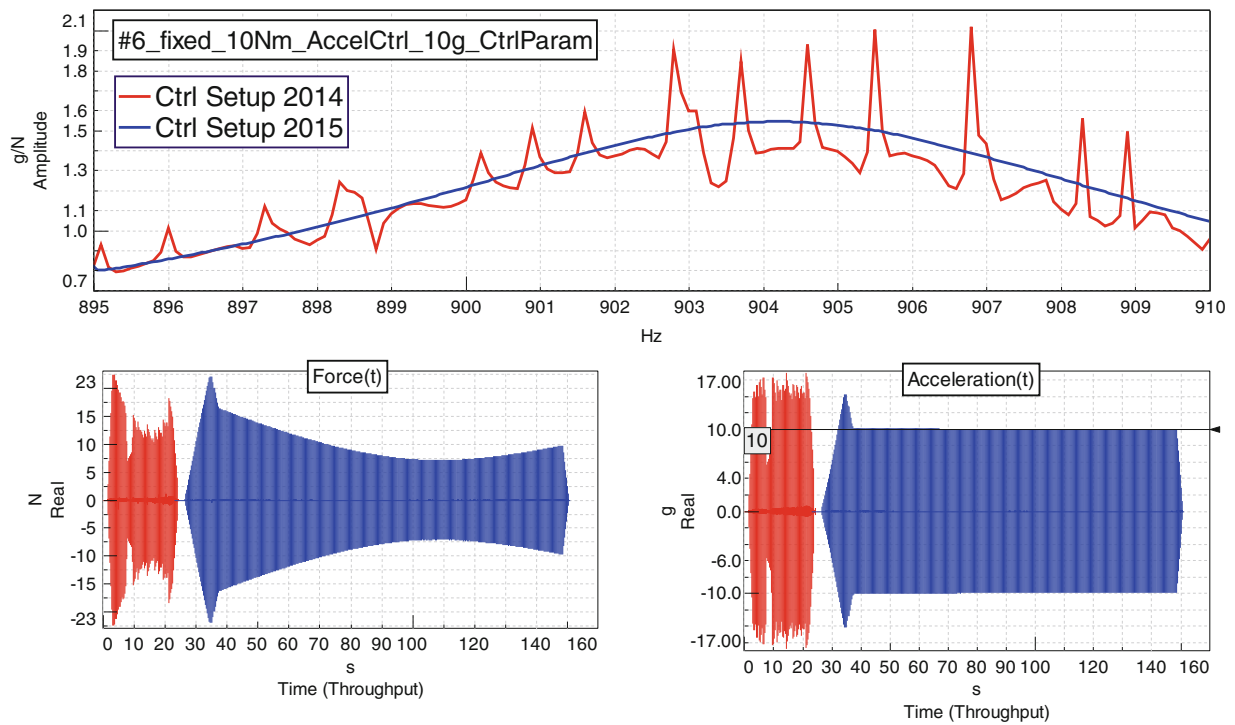 #6_fixed_10Nm_AccelCtrl_10g_CtrlParam
Ctrl Setup 2014
Ctrl Setup 2015
g/N
Amplitude
2.1
1.9
1.8
1.6
1.5
1.3
1.1
1.0
0.7
895 896 897 898 899 900 901 902 903 904 905 906 907 908 909 910
Hz
Force(t)
N
Real
23
15
10
5
0
-5
-10
-15
-23
0 10 20 30 40 50 60 70 80 90 100 120 140 160
s
Time (Throughput)
Acceleration(t)
g
Real
17.00
10.0
10
4.0
0.0
-6.0
-10.0
-17.00
0 10 20 30 40 50 60 70 80 90 100 120 140 160
s
Time (Throughput)